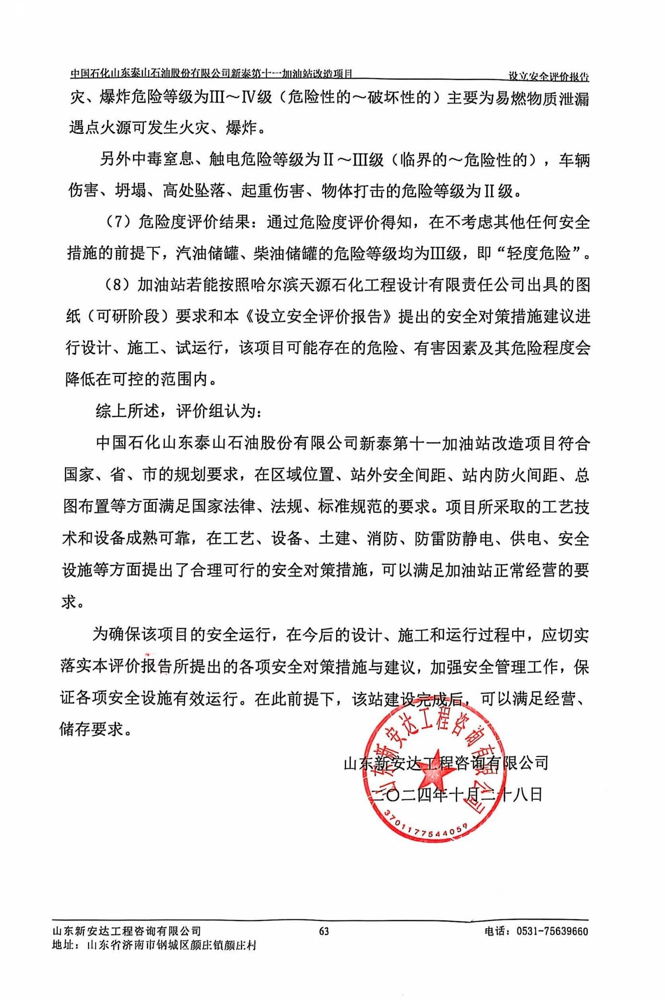 中国石化山东泰山石油股份有限公司新泰第十一加油站改造项目 设立安全评价报告
灾、爆炸危险等级为Ⅲ～Ⅳ级（危险性的～破坏性的）主要为易燃物质泄漏
遇点火源可发生火灾、爆炸。
另外中毒窒息、触电危险等级为Ⅱ～Ⅲ级（临界的～危险性的），车辆
伤害、坍塌、高处坠落、起重伤害、物体打击的危险等级为Ⅱ级。
（7）危险度评价结果：通过危险度评价得知，在不考虑其他任何安全
措施的前提下，汽油储罐、柴油储罐的危险等级均为Ⅲ级，即“轻度危险”。
（8）加油站若能按照哈尔滨天源石化工程设计有限责任公司出具的图
纸（可研阶段）要求和本《设立安全评价报告》提出的安全对策措施建议进
行设计、施工、试运行，该项目可能存在的危险、有害因素及其危险程度会
降低在可控的范围内。
综上所述，评价组认为：
中国石化山东泰山石油股份有限公司新泰第十一加油站改造项目符合
国家、省、市的规划要求，在区域位置、站外安全间距、站内防火间距、总
图布置等方面满足国家法律、法规、标准规范的要求。项目所采取的工艺技
术和设备成熟可靠，在工艺、设备、土建、消防、防雷防静电、供电、安全
设施等方面提出了合理可行的安全对策措施，可以满足加油站正常经营的要
求。
为确保该项目的安全运行，在今后的设计、施工和运行过程中，应切实
落实本评价报告所提出的各项安全对策措施与建议，加强安全管理工作，保
证各项安全设施有效运行。在此前提下，该站建设完成后，可以满足经营、
储存要求。
山东新安达工程咨询有限公司
山东新安达工程咨询有限公司
二〇二四年十月二十八日
3701177544059
山东新安达工程咨询有限公司 63 电话：0531-75639660
地址：山东省济南市钢城区颜庄镇颜庄村